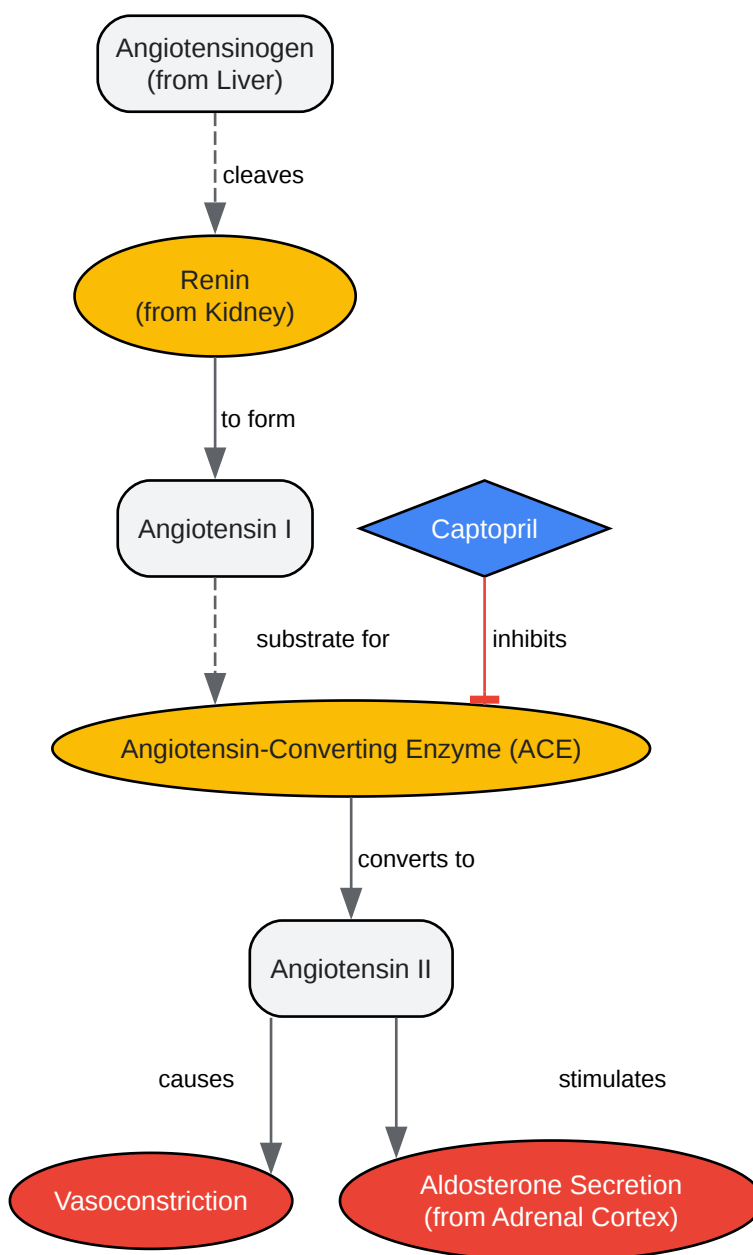 Angiotensinogen
(from Liver)
cleaves
Renin
(from Kidney)
to form
Angiotensin I
Captopril
substrate for
inhibits
Angiotensin-Converting Enzyme (ACE)
converts to
Angiotensin II
causes
stimulates
Vasoconstriction
Aldosterone Secretion
(from Adrenal Cortex)